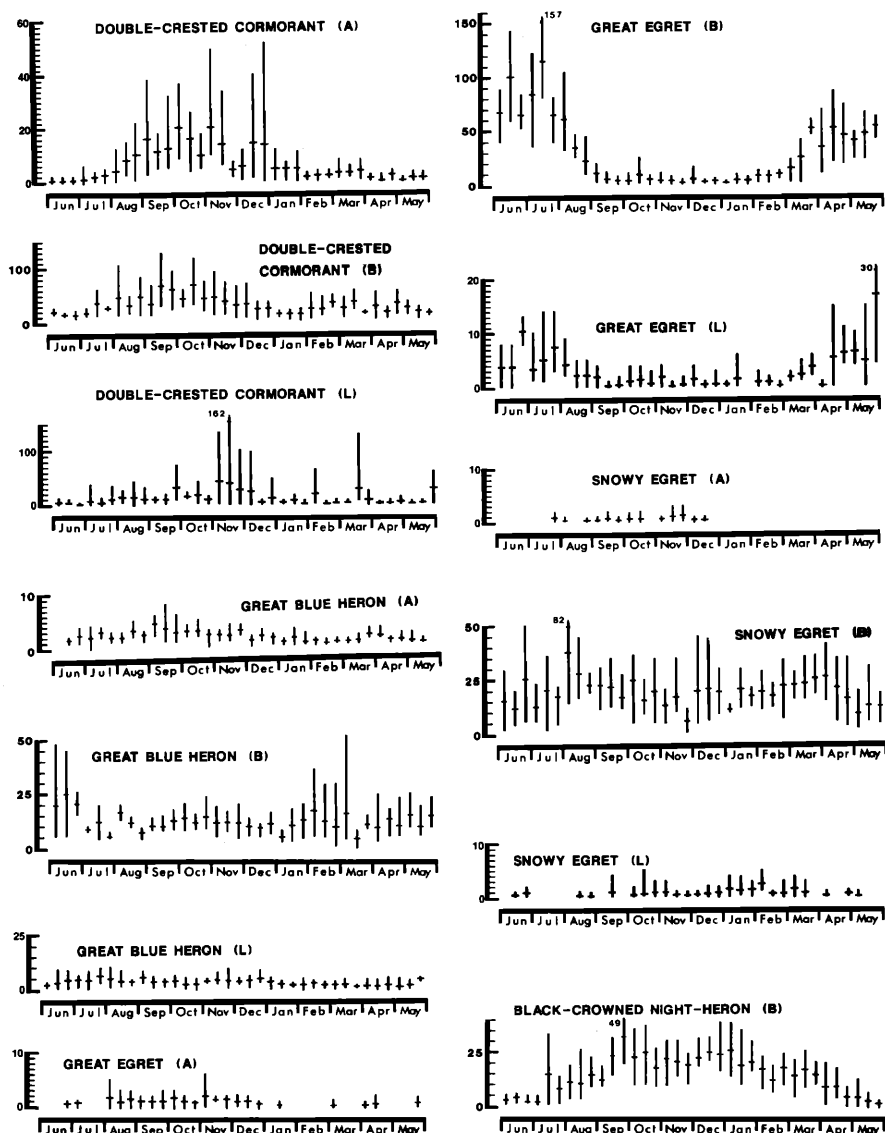 DOUBLE-CRESTED CORMORANT (A)
60
40
20
0
Jun Jul Aug Sep Oct Nov Dec Jan Feb Mar Apr May
DOUBLE-CRESTED
CORMORANT (B)
100
0
Jun Jul Aug Sep Oct Nov Dec Jan Feb Mar Apr May
DOUBLE-CRESTED CORMORANT (L)
162
100
0
Jun Jul Aug Sep Oct Nov Dec Jan Feb Mar Apr May
GREAT BLUE HERON (A)
10
0
Jun Jul Aug Sep Oct Nov Dec Jan Feb Mar Apr May
GREAT BLUE HERON (B)
50
25
0
Jun Jul Aug Sep Oct Nov Dec Jan Feb Mar Apr May
GREAT BLUE HERON (L)
25
0
Jun Jul Aug Sep Oct Nov Dec Jan Feb Mar Apr May
GREAT EGRET (A)
10
0
Jun Jul Aug Sep Oct Nov Dec Jan Feb Mar Apr May
GREAT EGRET (B)
157
150
100
50
0
Jun Jul Aug Sep Oct Nov Dec Jan Feb Mar Apr May
GREAT EGRET (L)
30
20
10
0
Jun Jul Aug Sep Oct Nov Dec Jan Feb Mar Apr May
SNOWY EGRET (A)
10
0
Jun Jul Aug Sep Oct Nov Dec Jan Feb Mar Apr May
SNOWY EGRET (B)
82
50
25
0
Jun Jul Aug Sep Oct Nov Dec Jan Feb Mar Apr May
SNOWY EGRET (L)
10
0
Jun Jul Aug Sep Oct Nov Dec Jan Feb Mar Apr May
BLACK-CROWNED NIGHT-HERON (B)
49
25
0
Jun Jul Aug Sep Oct Nov Dec Jan Feb Mar Apr May